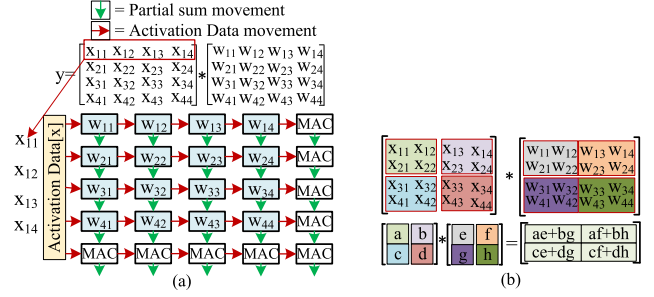 = Partial sum movement
= Activation Data movement
y= [x11 x12 x13 x14] * [w11 w12 w13 w14]
[x21 x22 x23 x24] [w21 w22 w23 w24]
[x31 x32 x33 x34] [w31 w32 w33 w34]
[x41 x42 x43 x44] [w41 w42 w43 w44]
Activation Data[x]
x11
x12
x13
x14
w11 w12 w13 w14 MAC
w21 w22 w23 w24 MAC
w31 w32 w33 w34 MAC
w41 w42 w43 w44 MAC
MAC MAC MAC MAC MAC
(a)
x11 x12 x13 x14 * w11 w12 w13 w14
x21 x22 x23 x24 w21 w22 w23 w24
x31 x32 x33 x34 w31 w32 w33 w34
x41 x42 x43 x44 w41 w42 w43 w44
a b * e f = ae+bg af+bh
c d g h ce+dg cf+dh
(b)